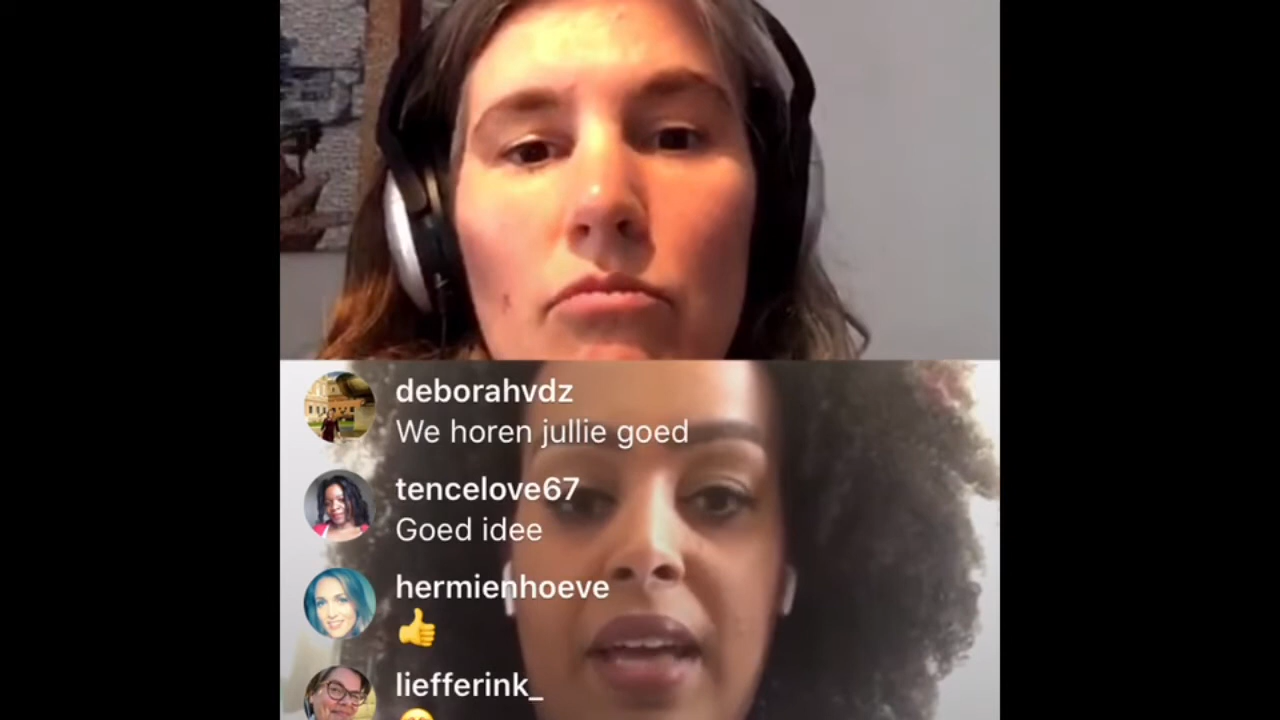 deborahvdz
We horen jullie goed
tencelove67
Goed idee
hermienhoeve
👍
liefferink_